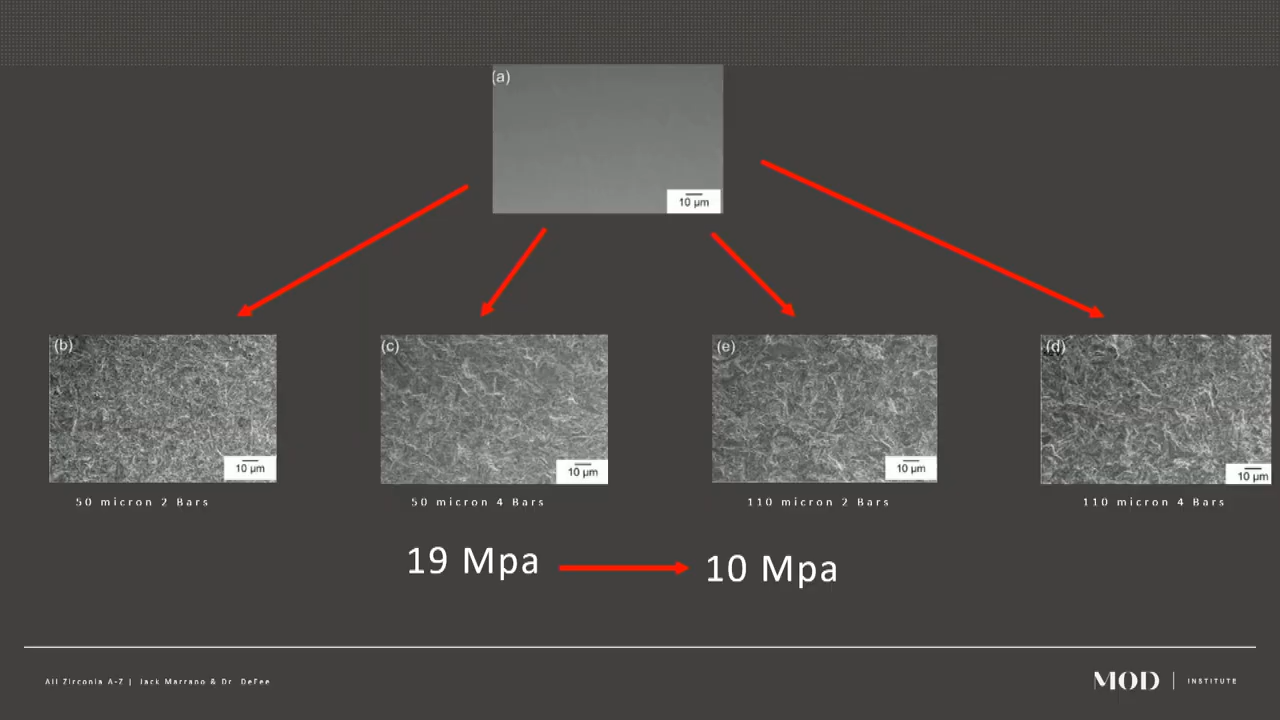 (a)
10 µm
(b)
10 µm
50 micron 2 Bars
(c)
10 µm
50 micron 4 Bars
(e)
10 µm
110 micron 2 Bars
(d)
10 µm
110 micron 4 Bars
19 Mpa
10 Mpa
All Zirconia A-Z | Jack Marrano & Dr. DeFee
MOD | INSTITUTE